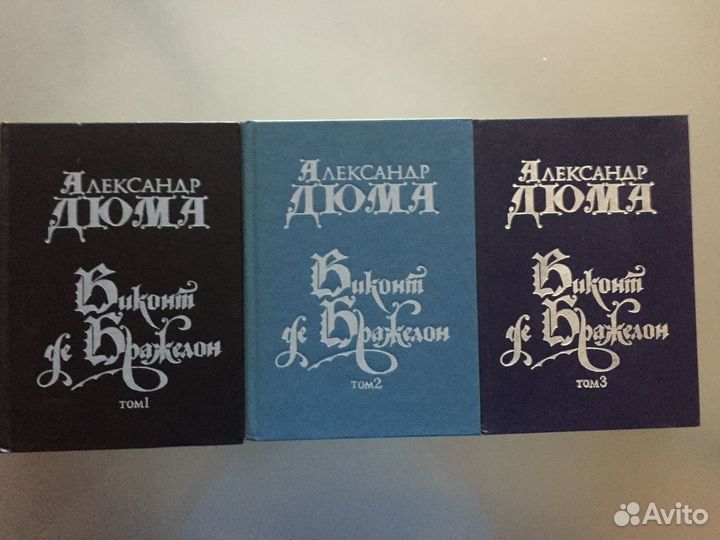 Александр
ДЮМА
Виконт
де Бражелон
том1
Александр
ДЮМА
Виконт
де Бражелон
том2
Александр
ДЮМА
Виконт
де Бражелон
том3
Avito